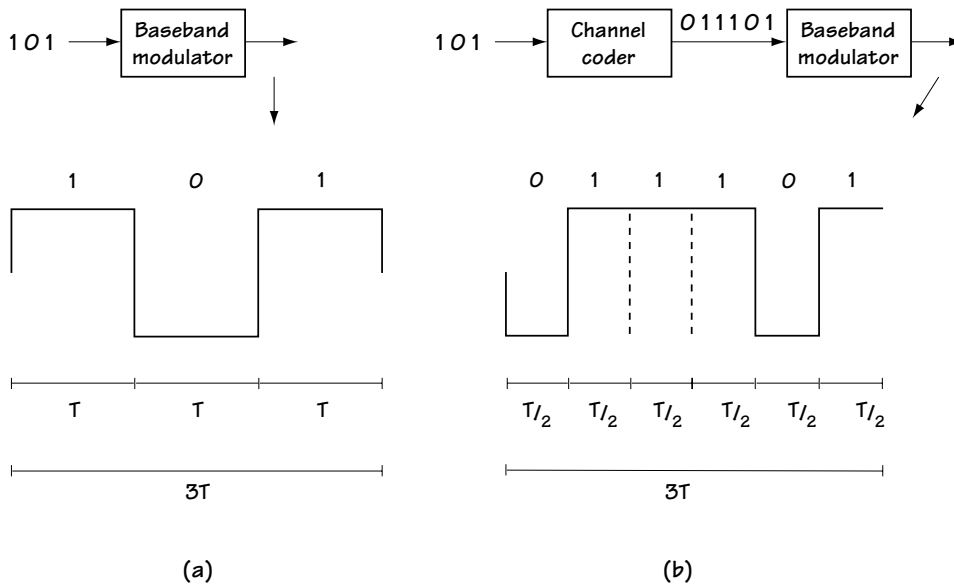 101
Baseband modulator
101
Channel coder
011101
Baseband modulator
1 0 1
0 1 1 1 0 1
T T T
T/2 T/2 T/2 T/2 T/2 T/2
3T
3T
(a)
(b)